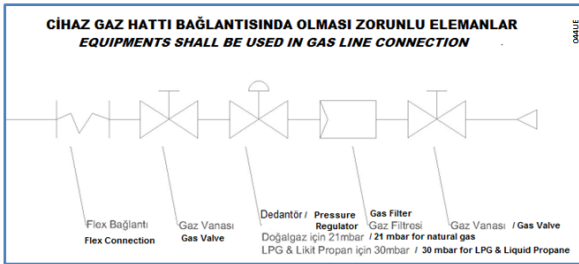 CİHAZ GAZ HATTI BAĞLANTISINDA OLMASI ZORUNLU ELEMANLAR
EQUIPMENTS SHALL BE USED IN GAS LINE CONNECTION
044UE
Flex Bağlantı
Flex Connection
Gaz Vanası
Gas Valve
Dedantör / Pressure Regulator
Gas Filter
Gaz Filtresi
Gaz Vanası / Gas Valve
Doğalgaz için 21mbar / 21 mbar for natural gas
LPG & Likit Propan için 30mbar / 30 mbar for LPG & Liquid Propane